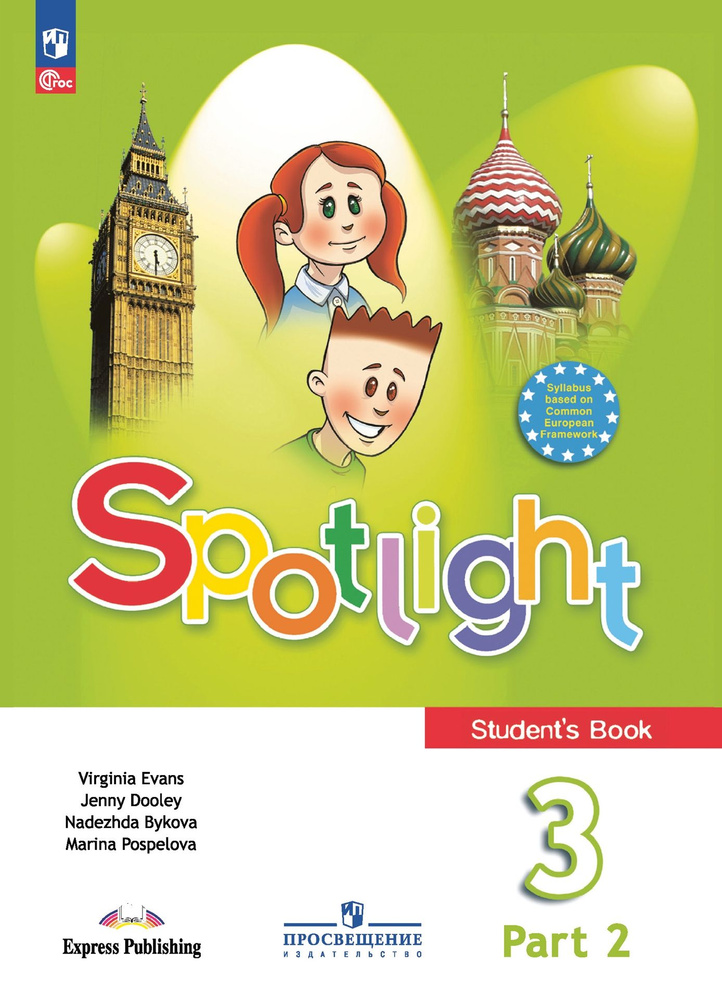 ФГОС
Syllabus
based on
Common
European
Framework
Spotlight
Student's Book
Virginia Evans
Jenny Dooley
Nadezhda Bykova
Marina Pospelova
3
Part 2
Express Publishing
ПРОСВЕЩЕНИЕ
ИЗДАТЕЛЬСТВО